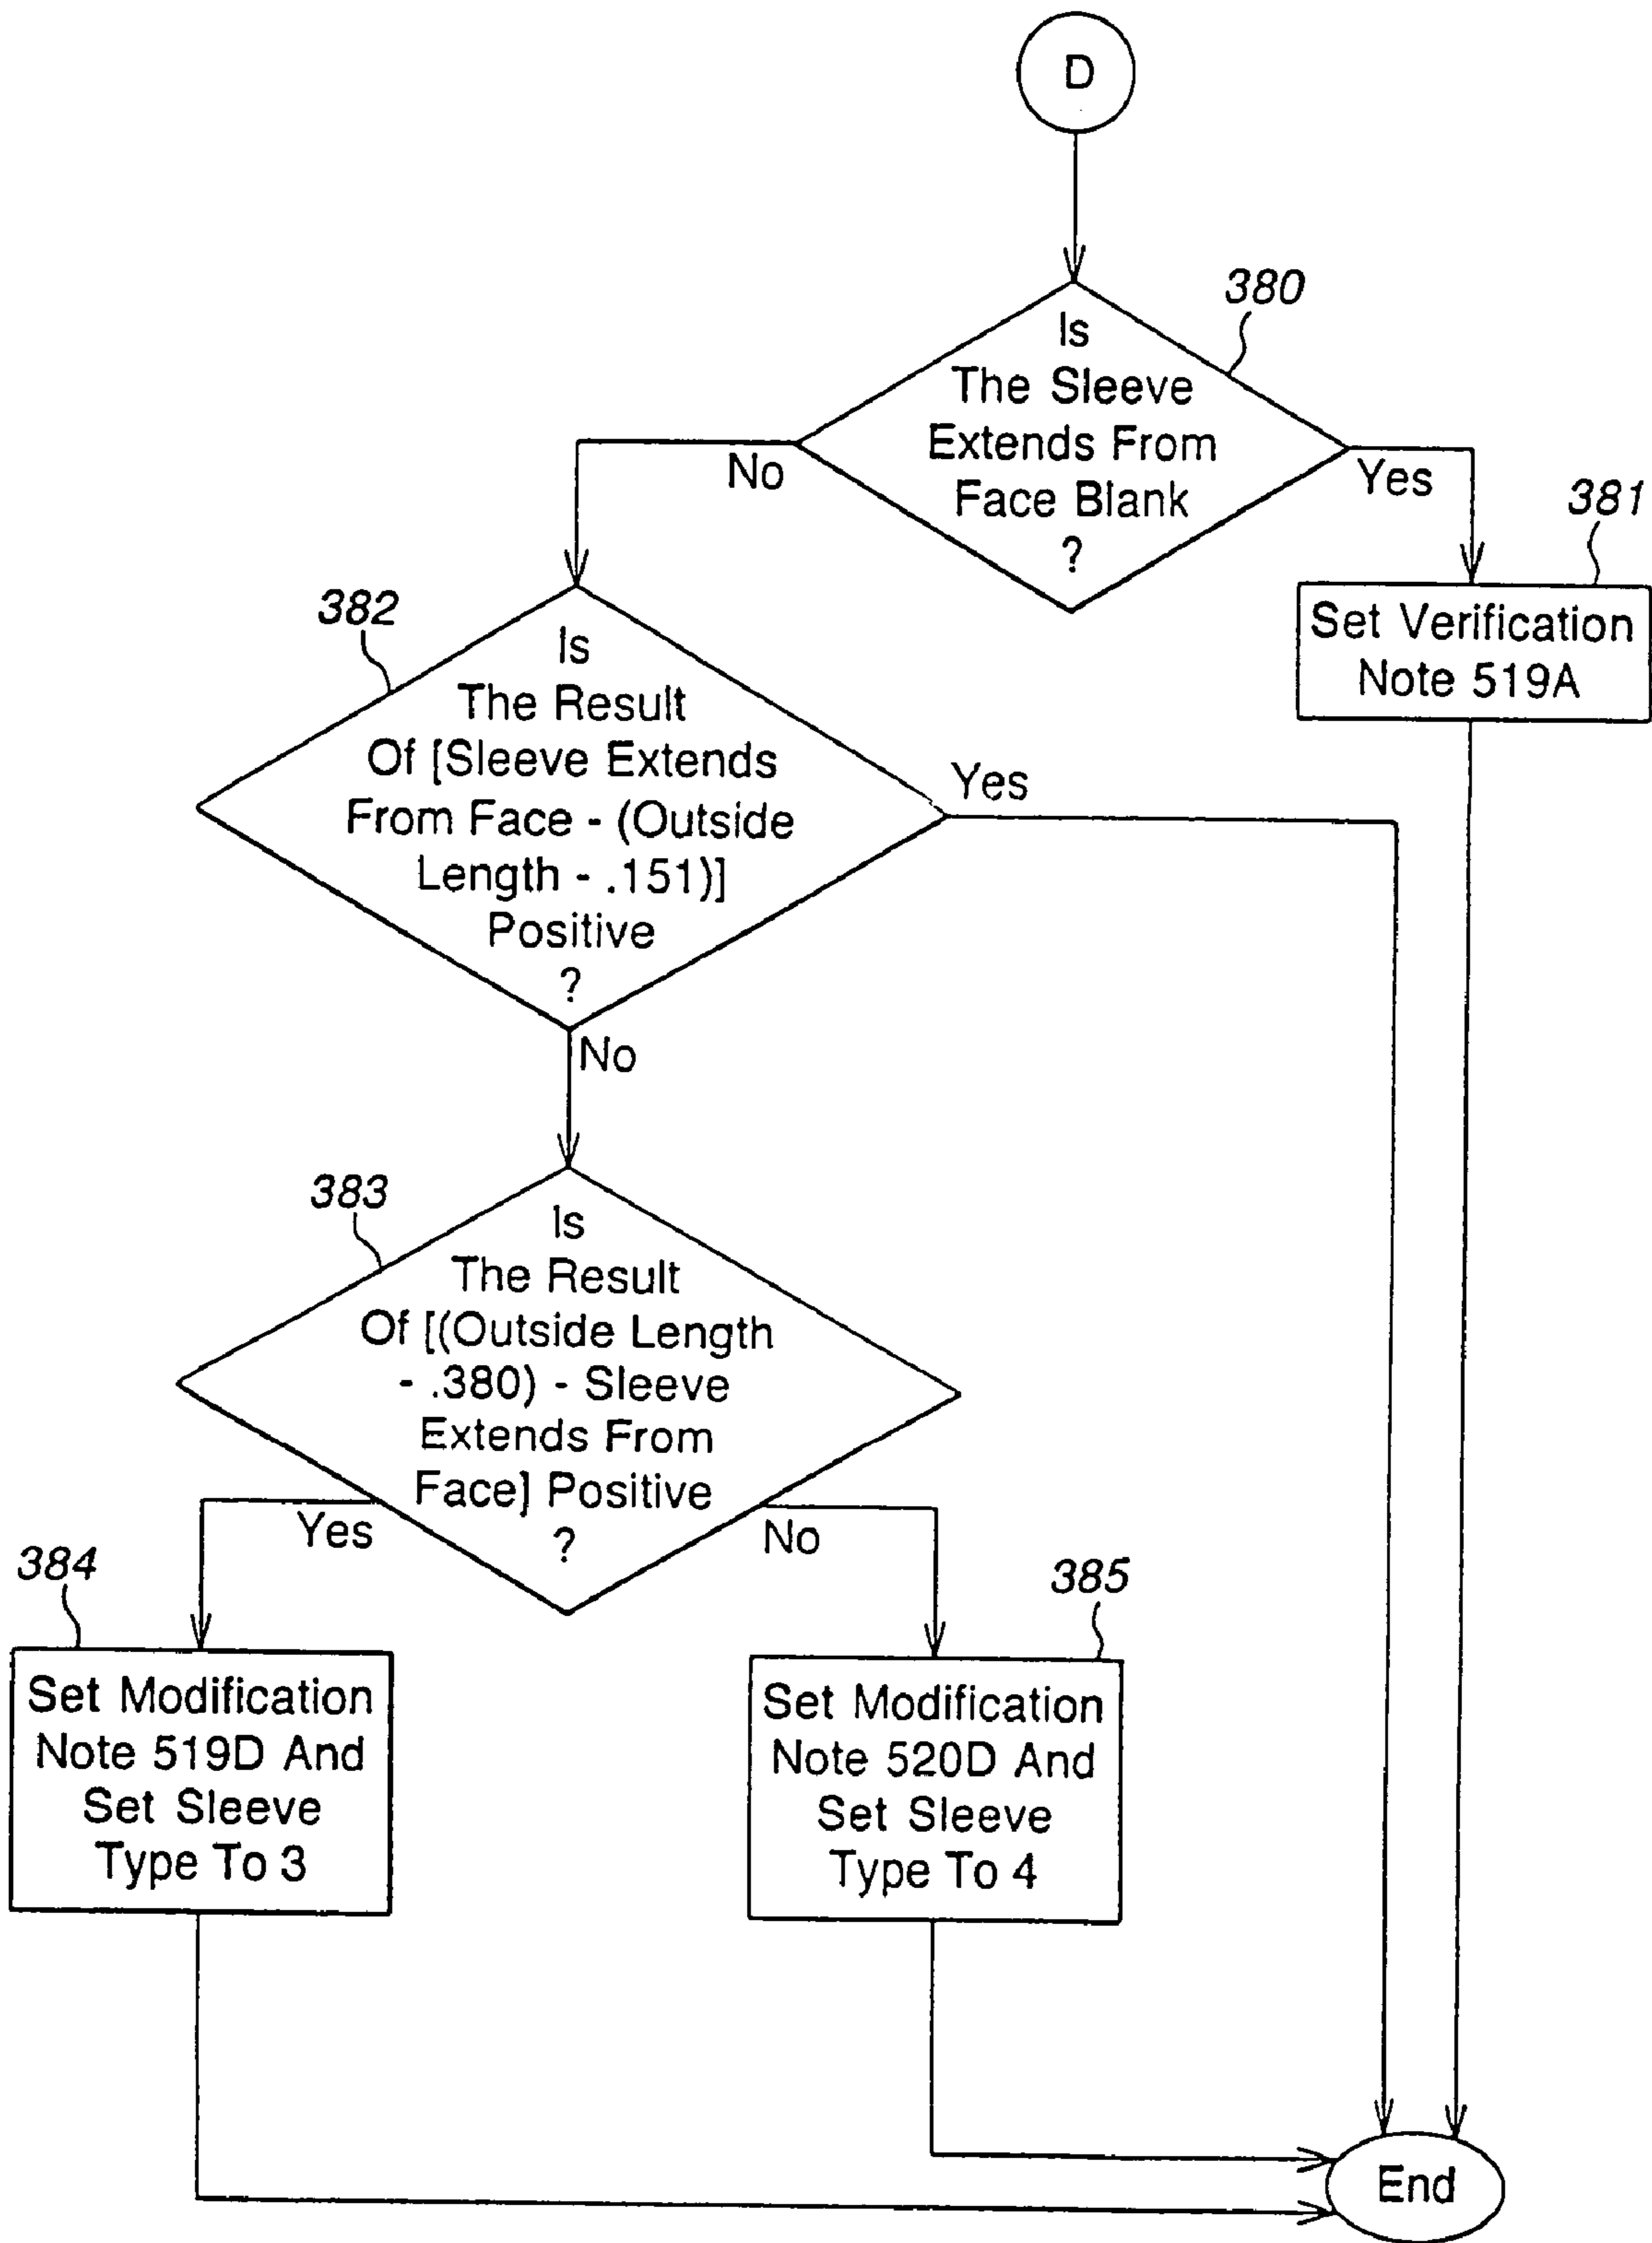 D
380
Is
The Sleeve
Extends From
Face Blank
?
No
Yes
381
Set Verification
Note 519A
382
Is
The Result
Of [Sleeve Extends
From Face - (Outside
Length - .151)]
Positive
?
Yes
No
383
Is
The Result
Of [(Outside Length
- .380) - Sleeve
Extends From
Face] Positive
?
Yes
No
384
Set Modification
Note 519D And
Set Sleeve
Type To 3
385
Set Modification
Note 520D And
Set Sleeve
Type To 4
End